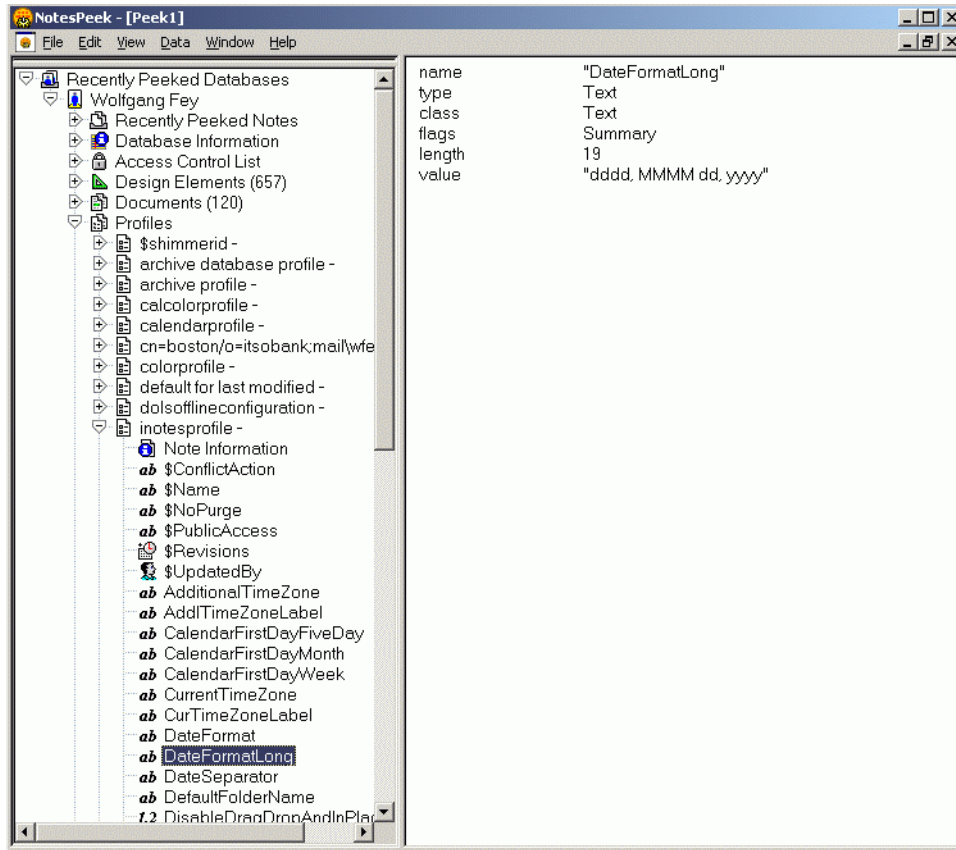 NotesPeek - [Peek1]
File Edit View Data Window Help
Recently Peeked Databases
Wolfgang Fey
Recently Peeked Notes
Database Information
Access Control List
Design Elements (657)
Documents (120)
Profiles
$shimmerid -
archive database profile -
archive profile -
calcolorprofile -
calendarprofile -
cn=boston/o=itsobank;mail\wfe
colorprofile -
default for last modified -
dolsofflineconfiguration -
inotesprofile -
Note Information
ab $ConflictAction
ab $Name
ab $NoPurge
ab $PublicAccess
$Revisions
$UpdatedBy
ab AdditionalTimeZone
ab AddlTimeZoneLabel
ab CalendarFirstDayFiveDay
ab CalendarFirstDayMonth
ab CalendarFirstDayWeek
ab CurrentTimeZone
ab CurTimeZoneLabel
ab DateFormat
ab DateFormatLong
ab DateSeparator
ab DefaultFolderName
1.2 DisableDragDropAndInPlac
name "DateFormatLong"
type Text
class Text
flags Summary
length 19
value "dddd, MMMM dd, yyyy"